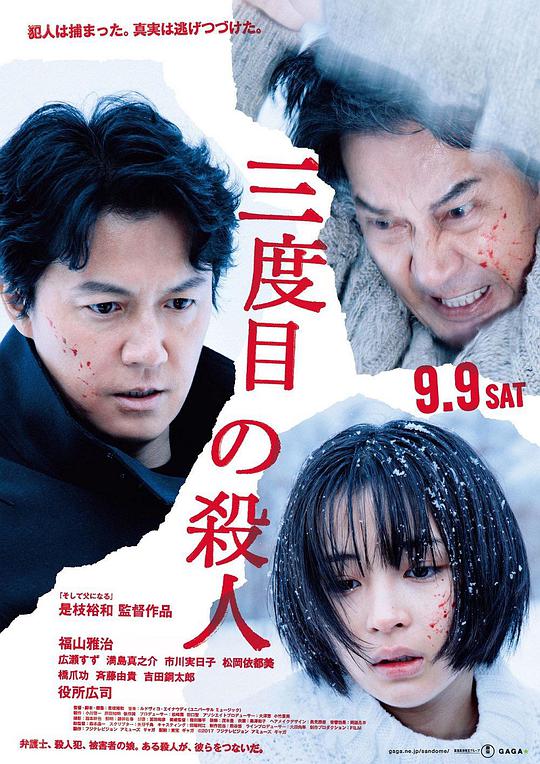 犯人は捕まった。真実は逃げつづけた。
三度目の殺人
9.9 SAT
「そして父になる」
是枝裕和 監督作品
福山雅治
広瀬すず 満島真之介 市川実日子 松岡依都美
橋爪功 斉藤由貴 吉田鋼太郎
役所広司
弁護士、殺人犯、被害者の娘。ある殺人が、彼らをつないだ。
gaga.ne.jp/sandome/
GAGA